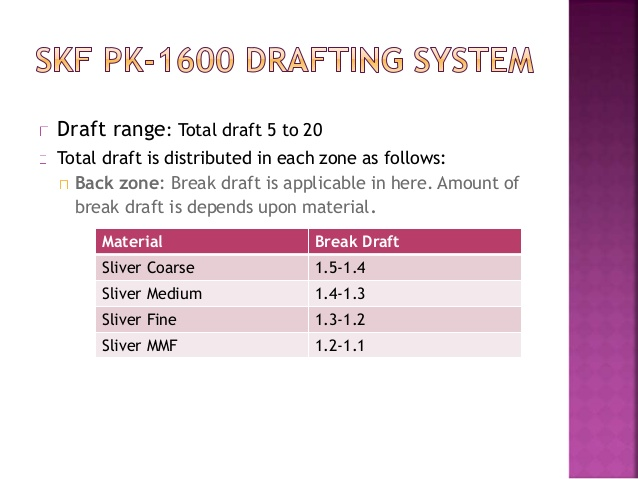 SKF PK-1600 DRAFTING SYSTEM
Draft range: Total draft 5 to 20
Total draft is distributed in each zone as follows:
Back zone: Break draft is applicable in here. Amount of
break draft is depends upon material.
Material Break Draft
Sliver Coarse 1.5-1.4
Sliver Medium 1.4-1.3
Sliver Fine 1.3-1.2
Sliver MMF 1.2-1.1